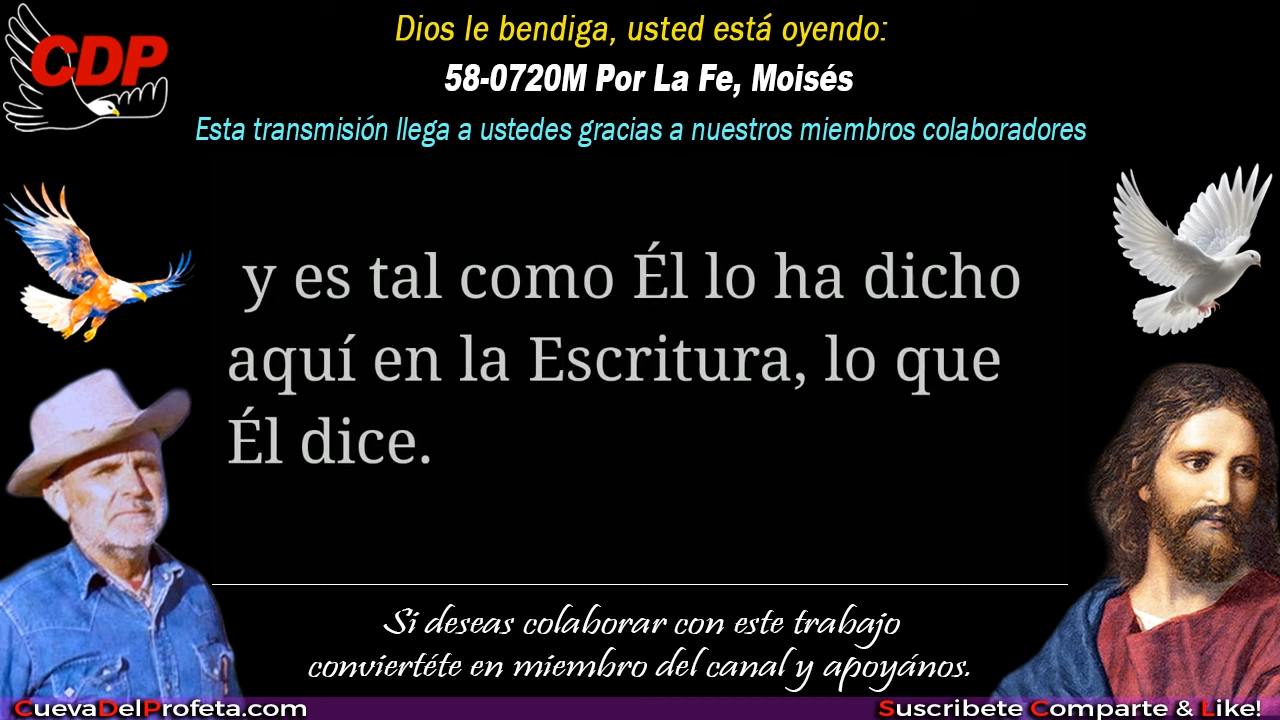 CDP
Dios le bendiga, usted está oyendo:
58-0720M Por La Fe, Moisés
Esta transmisión llega a ustedes gracias a nuestros miembros colaboradores
y es tal como Él lo ha dicho
aquí en la Escritura, lo que
Él dice.
Si deseas colaborar con este trabajo
conviertéte en miembro del canal y apoyános.
CuevaDelProfeta.com
Suscribete Comparte & Like!